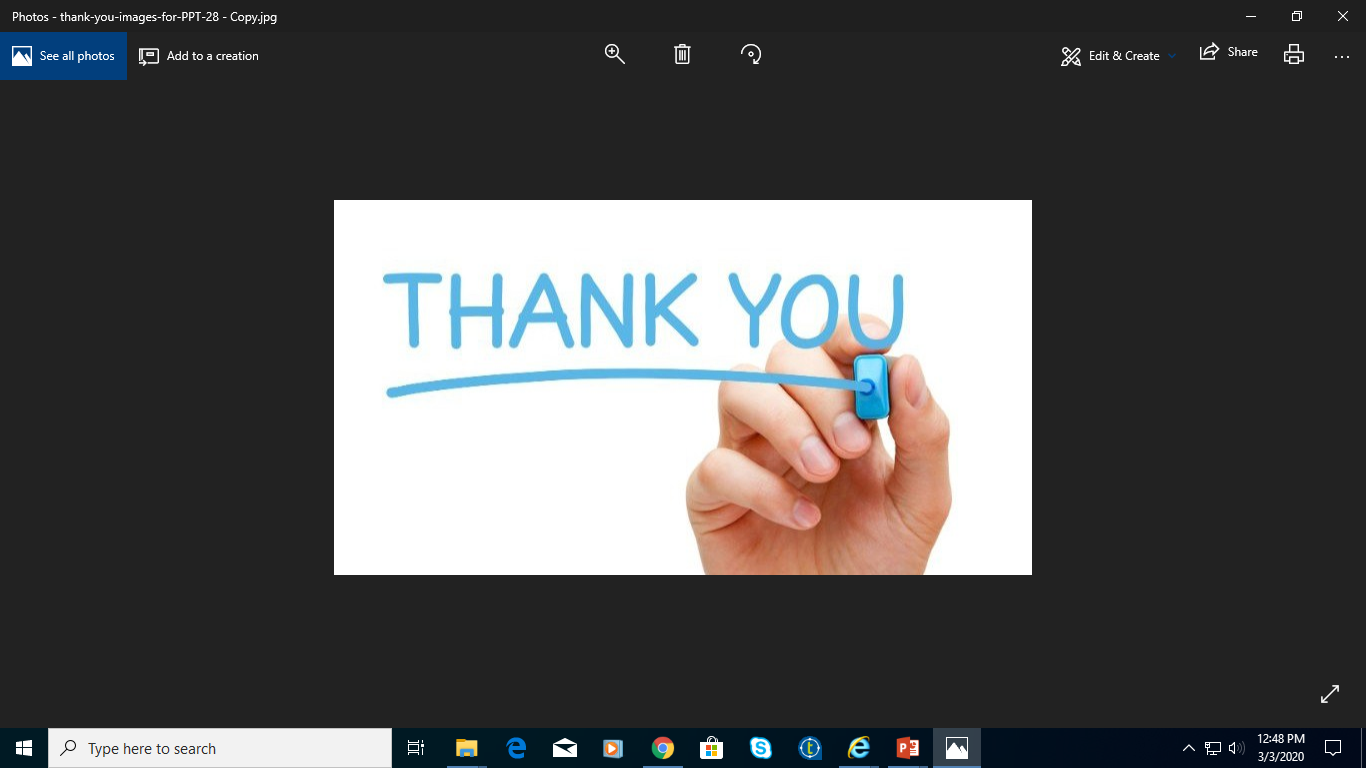 Photos - thank-you-images-for-PPT-28 - Copy.jpg
See all photos
Add to a creation
Edit & Create
Share
THANK YOU
Type here to search
12:48 PM
3/3/2020